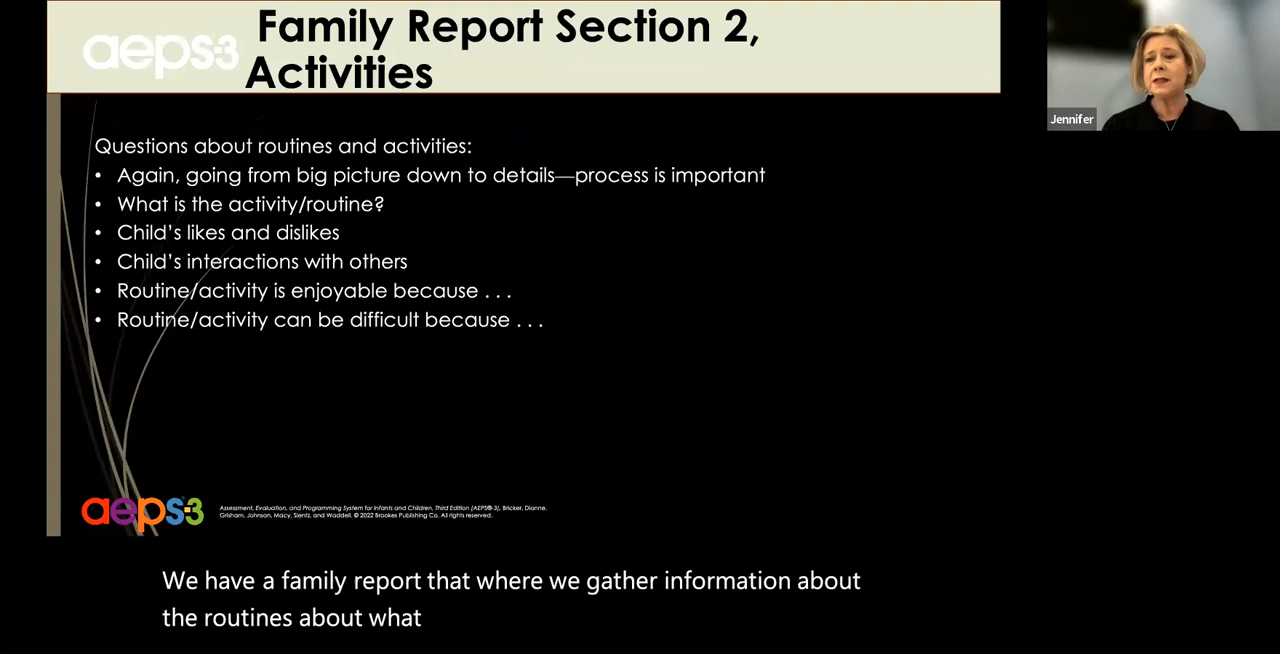 aeps-3
Family Report Section 2,
Activities
Jennifer
Questions about routines and activities:
• Again, going from big picture down to details—process is important
• What is the activity/routine?
• Child's likes and dislikes
• Child's interactions with others
• Routine/activity is enjoyable because . . .
• Routine/activity can be difficult because . . .
aeps-3
Assessment, Evaluation, and Programming System for Infants and Children, Third Edition (AEPS®-3), Bricker, Dionne,
Grisham, Johnson, Macy, Slentz, and Waddell. © 2022 Brookes Publishing Co. All rights reserved.
We have a family report that where we gather information about
the routines about what